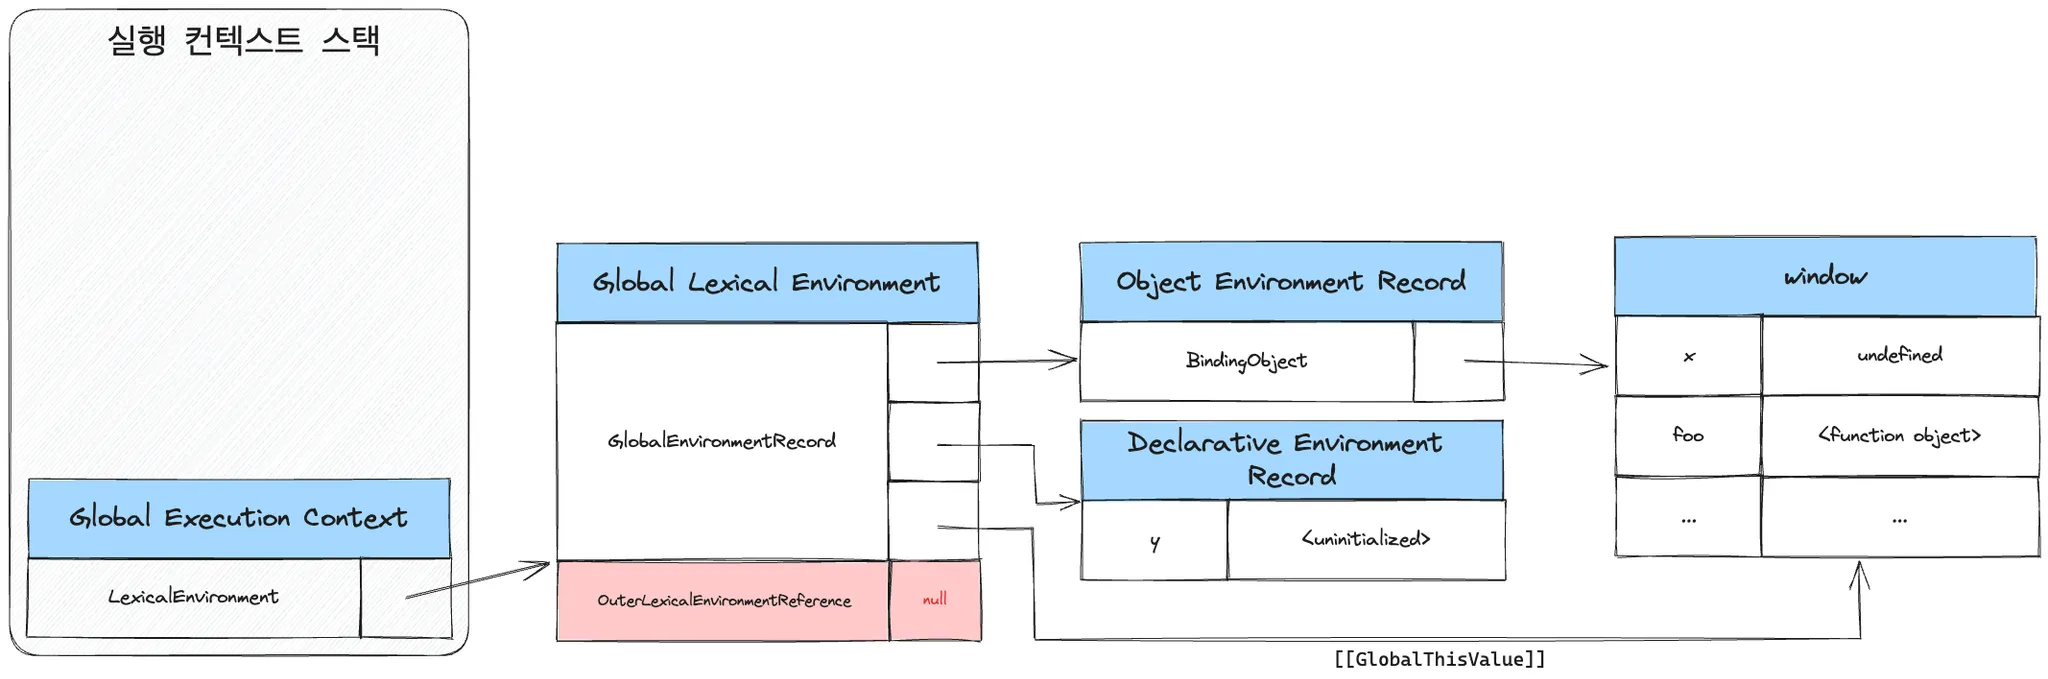 실행 컨텍스트 스택
Global Execution Context
LexicalEnvironment
Global Lexical Environment
GlobalEnvironmentRecord
OuterLexicalEnvironmentReference
null
Object Environment Record
BindingObject
Declarative Environment
Record
y
<uninitialized>
window
x
undefined
foo
<function object>
...
...
[[GlobalThisValue]]